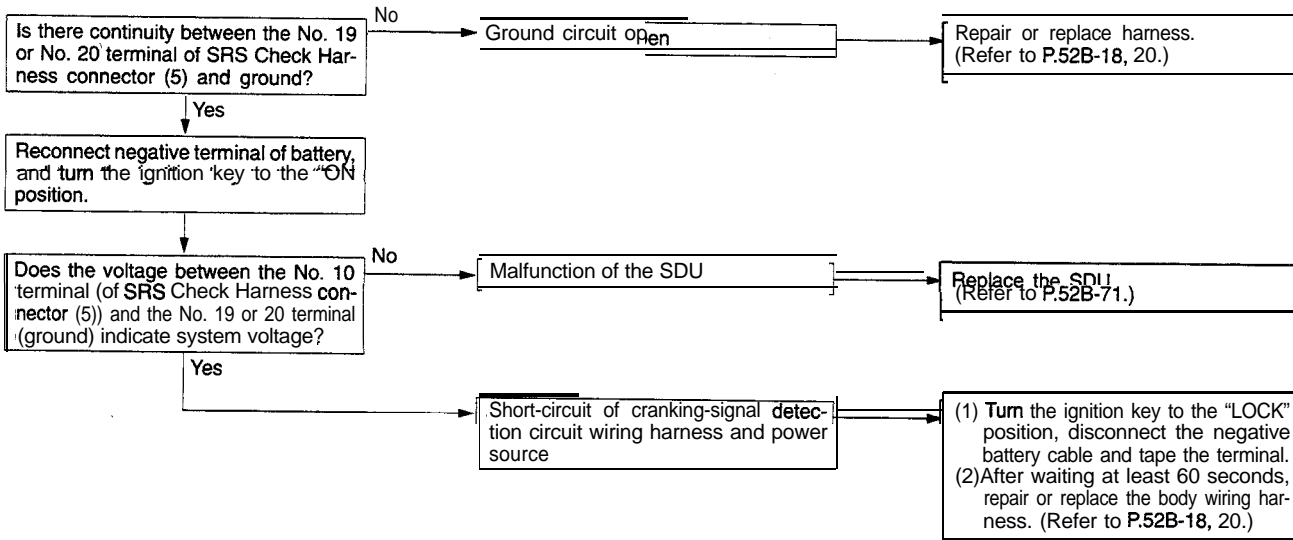 Is there continuity between the No. 19
or No. 20 terminal of SRS Check Har-
ness connector (5) and ground?
No
Ground circuit open
Repair or replace harness.
(Refer to P.52B-18, 20.)
Yes
Reconnect negative terminal of battery,
and turn the ignition key to the "ON
position.
Does the voltage between the No. 10
terminal (of SRS Check Harness con-
nector (5)) and the No. 19 or 20 terminal
(ground) indicate system voltage?
No
Malfunction of the SDU
Replace the SDU.
(Refer to P.52B-71.)
Yes
Short-circuit of cranking-signal detec-
tion circuit wiring harness and power
source
(1) Turn the ignition key to the “LOCK”
position, disconnect the negative
battery cable and tape the terminal.
(2)After waiting at least 60 seconds,
repair or replace the body wiring har-
ness. (Refer to P.52B-18, 20.)